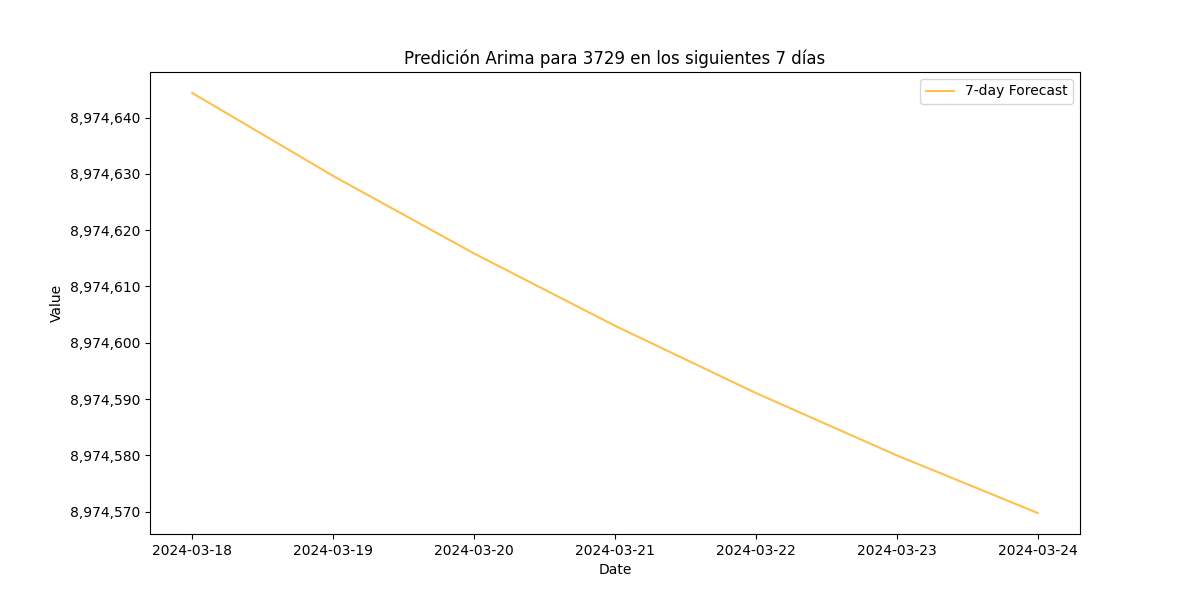 Predición Arima para 3729 en los siguientes 7 días
7-day Forecast
Value
8,974,640
8,974,630
8,974,620
8,974,610
8,974,600
8,974,590
8,974,580
8,974,570
2024-03-18 2024-03-19 2024-03-20 2024-03-21 2024-03-22 2024-03-23 2024-03-24
Date